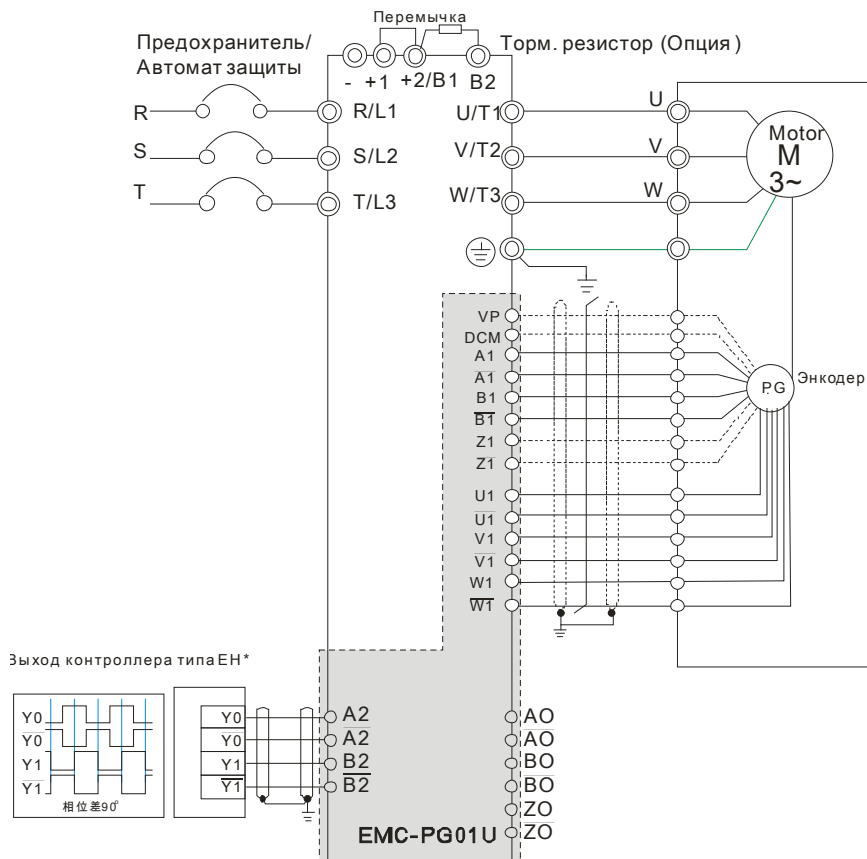 Перемычка
Предохранитель/
Автомат защиты
Торм. резистор (Опция)
- +1 +2/B1 B2
R R/L1 U/T1 U
S S/L2 V/T2 V
T T/L3 W/T3 W
Motor
M
3~
VP
DCM
A1
A1
B1
B1
Z1
Z1
PG Энкодер
U1
U1
V1
V1
W1
W1
Выход контроллера типа EH*
Y0 Y0 A2 AO
Y0 Y0 A2 AO
Y1 Y1 B2 BO
Y1 Y1 B2 BO
相位差90°
ZO
ZO
EMC-PG01U